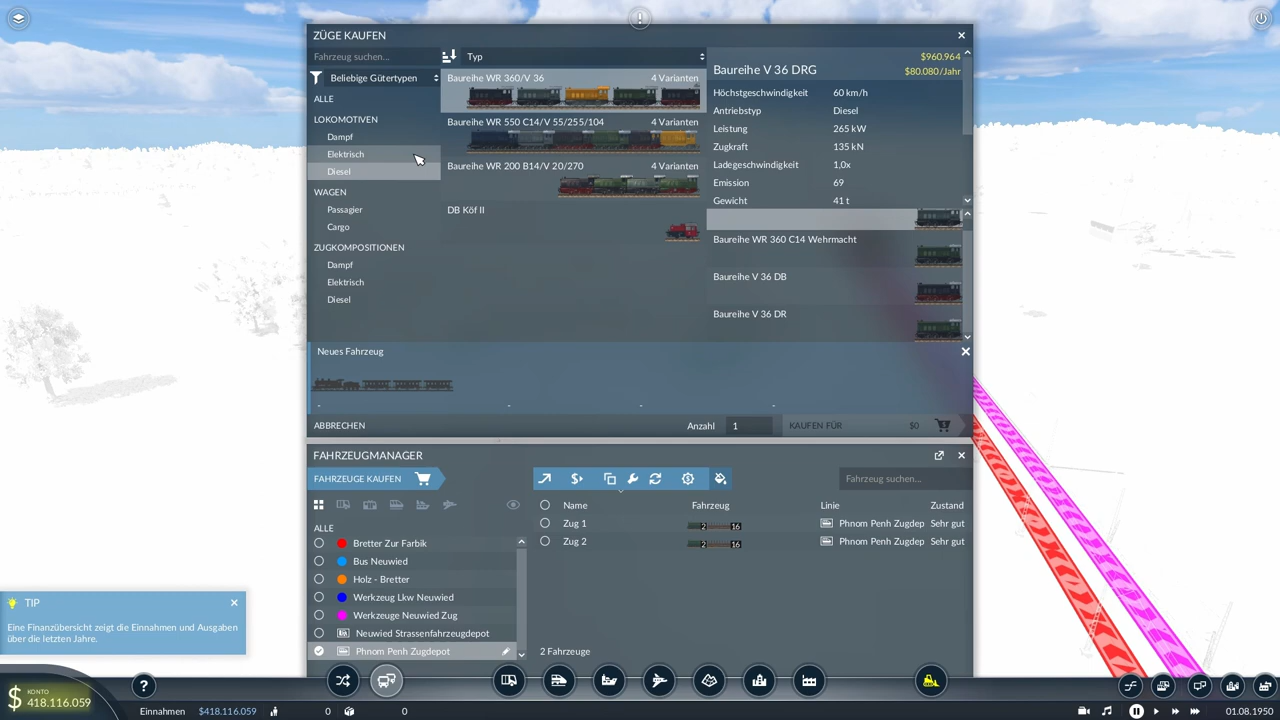 ZÜGE KAUFEN
Fahrzeug suchen...
Typ
$960.964
Beliebige Gütertypen
Baureihe WR 360/V 36 4 Varianten
Baureihe V 36 DRG
$80.080/Jahr
ALLE
Höchstgeschwindigkeit 60 km/h
LOKOMOTIVEN
Antriebstyp Diesel
Baureihe WR 550 C14/V 55/255/104 4 Varianten
Leistung 265 kW
Dampf
Zugkraft 135 kN
Elektrisch
Baureihe WR 200 B14/V 20/270 4 Varianten
Ladegeschwindigkeit 1,0x
Diesel
Emission 69
WAGEN
Gewicht 41 t
Passagier
DB Köf II
Cargo
Baureihe WR 360 C14 Wehrmacht
ZUGKOMPOSITIONEN
Dampf
Baureihe V 36 DB
Elektrisch
Diesel
Baureihe V 36 DR
Neues Fahrzeug
- - - -
ABBRECHEN
Anzahl 1
KAUFEN FÜR $0
FAHRZEUGMANAGER
FAHRZEUGE KAUFEN
Fahrzeug suchen...
Name Fahrzeug Linie Zustand
ALLE
Zug 1 2 16 Phnom Penh Zugdep Sehr gut
Bretter Zur Farbik
Zug 2 2 16 Phnom Penh Zugdep Sehr gut
Bus Neuwied
Holz - Bretter
Werkzeug Lkw Neuwied
Werkzeuge Neuwied Zug
Neuwied Strassenfahrzeugdepot
Phnom Penh Zugdepot
2 Fahrzeuge
TIP
Eine Finanzübersicht zeigt die Einnahmen und Ausgaben
über die letzten Jahre.
$ KONTO
418.116.059
?
Einnahmen $418.116.059 0 0
01.08.1950